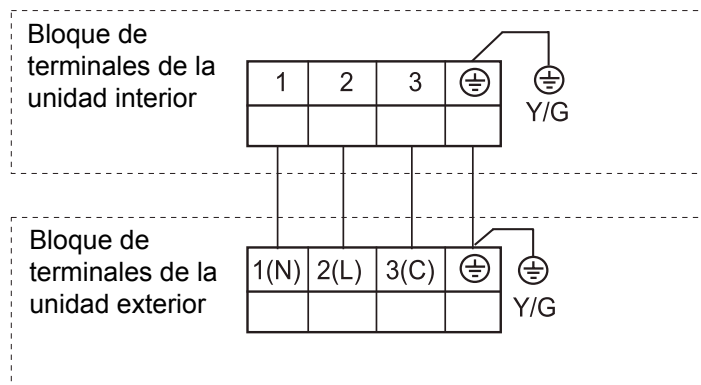 Bloque de
terminales de la
unidad interior
1 2 3
Y/G
Bloque de
terminales de la
unidad exterior
1(N) 2(L) 3(C)
Y/G